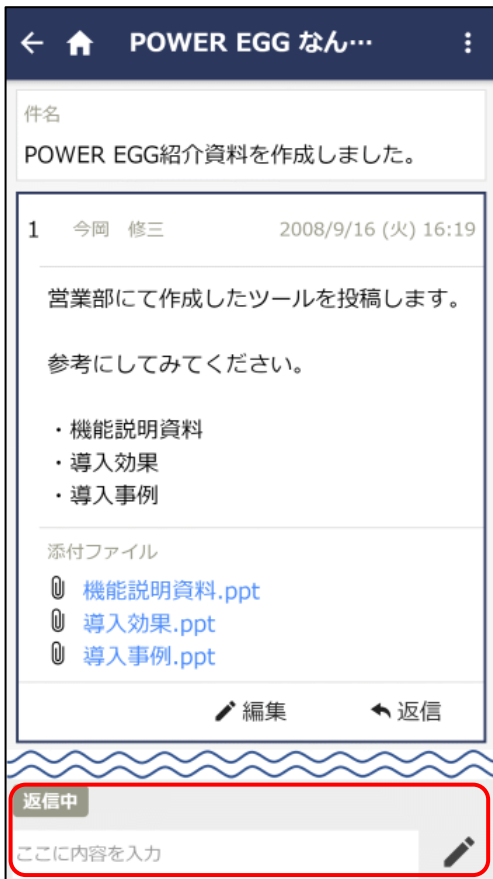 POWER EGG なん…
件名
POWER EGG紹介資料を作成しました。
1 今岡 修三 2008/9/16 (火) 16:19
営業部にて作成したツールを投稿します。
参考にしてみてください。
・機能説明資料
・導入効果
・導入事例
添付ファイル
機能説明資料.ppt
導入効果.ppt
導入事例.ppt
編集 返信
返信中
ここに内容を入力